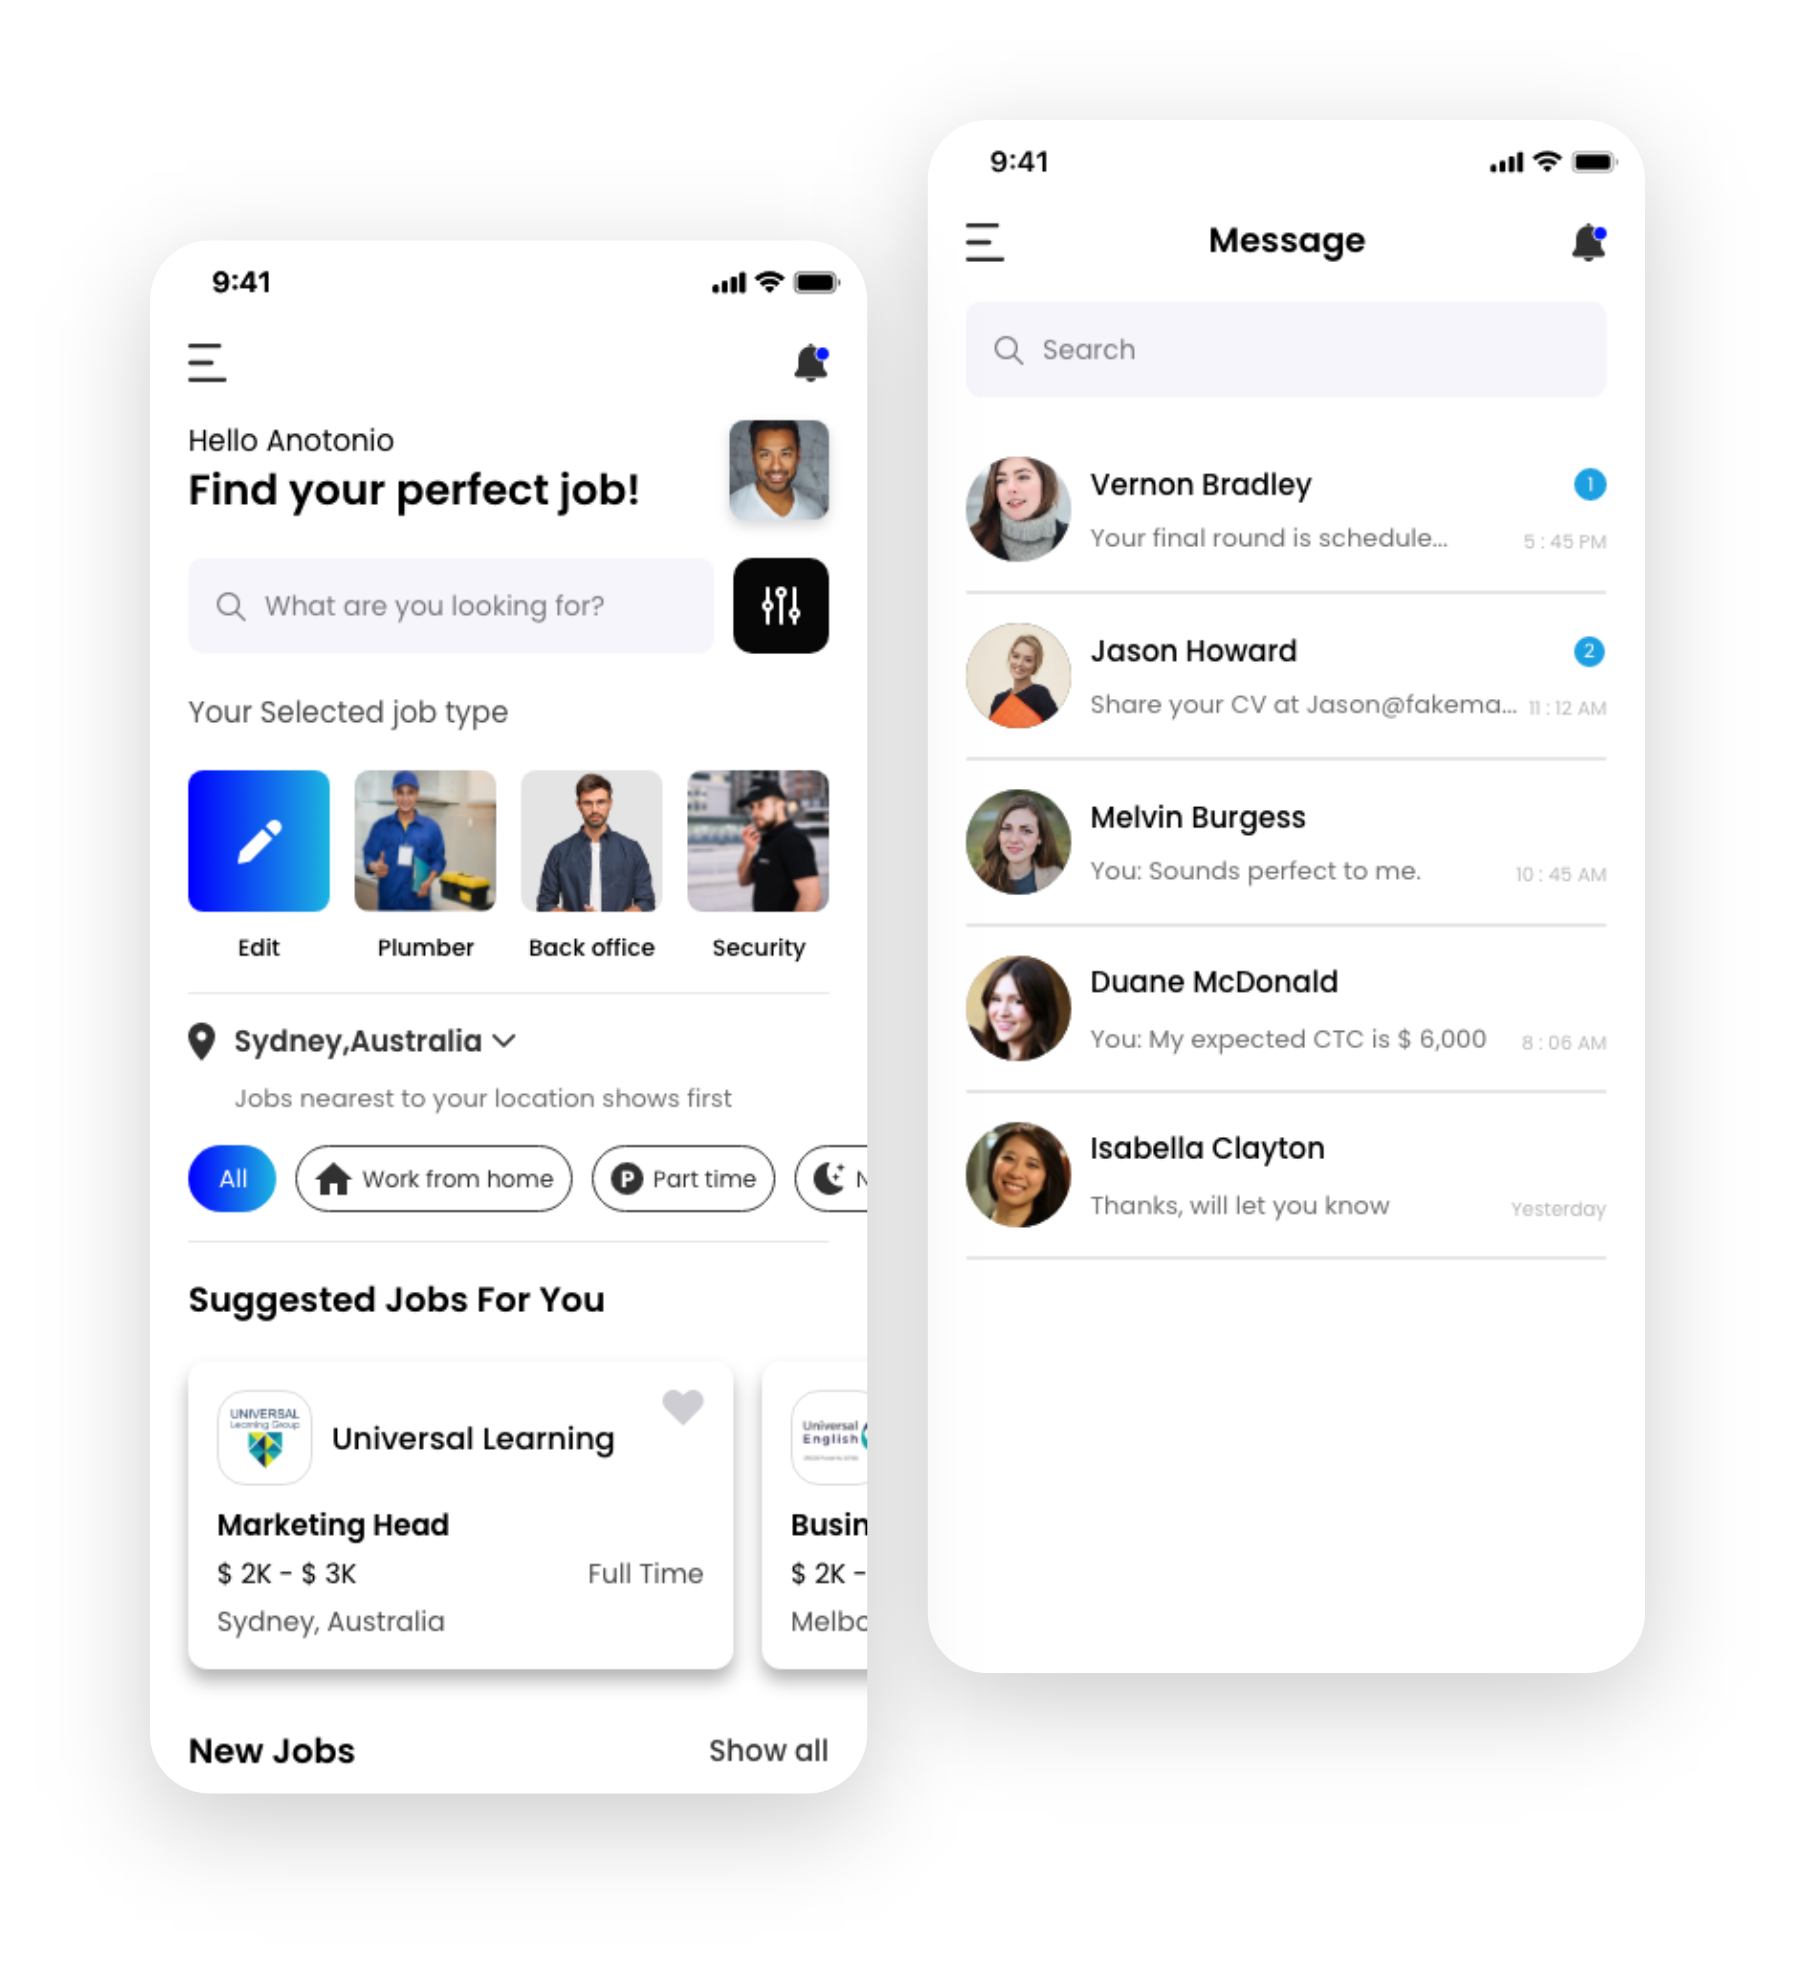 9:41
Hello Anotonio
Find your perfect job!
What are you looking for?
Your Selected job type
Edit
Plumber
Back office
Security
Sydney,Australia
Jobs nearest to your location shows first
All
Work from home
P
Part time
N
Suggested Jobs For You
UNIVERSAL
Learning Group
Universal Learning
Marketing Head
$ 2K - $ 3K
Full Time
Sydney, Australia
Universal
English
Busin
$ 2K -
Melbo
New Jobs
Show all
9:41
Message
Search
Vernon Bradley
1
Your final round is schedule...
5 : 45 PM
Jason Howard
2
Share your CV at Jason@fakema...
11 : 12 AM
Melvin Burgess
You: Sounds perfect to me.
10 : 45 AM
Duane McDonald
You: My expected CTC is $ 6,000
8 : 06 AM
Isabella Clayton
Thanks, will let you know
Yesterday